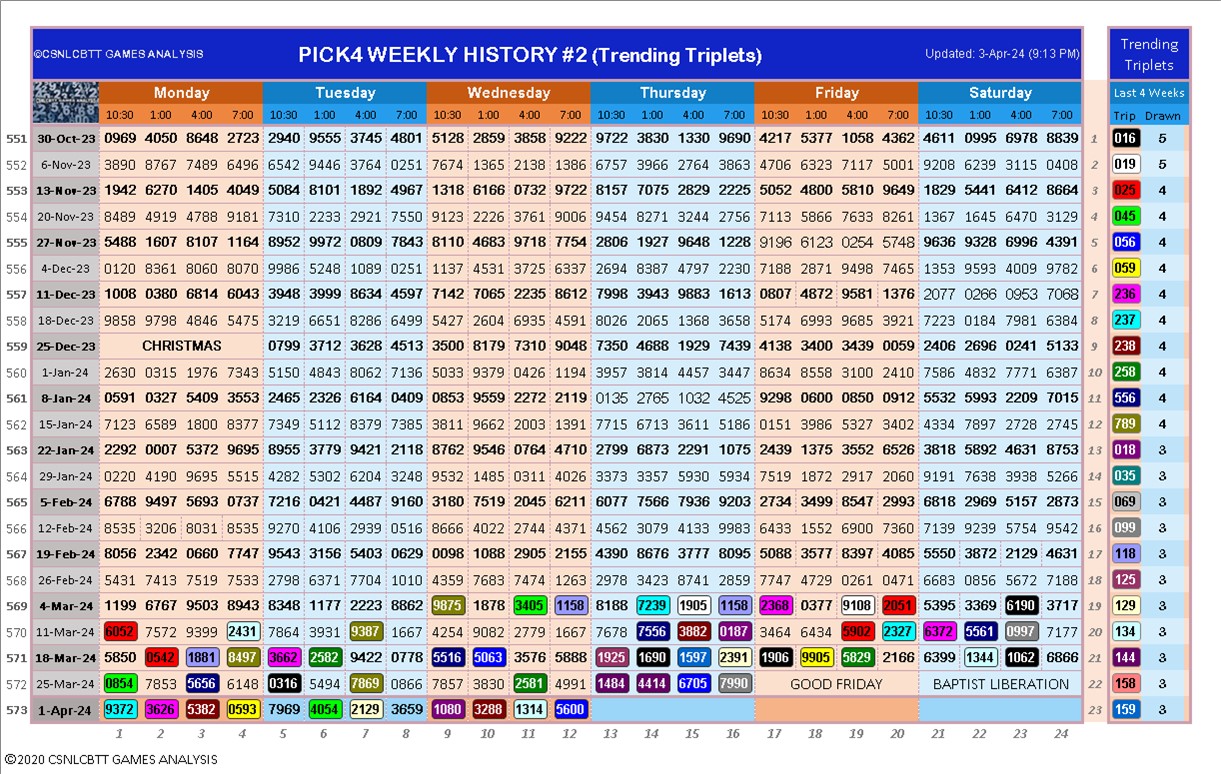 ©CSNLCBTT GAMES ANALYSIS PICK4 WEEKLY HISTORY #2 (Trending Triplets) Updated: 3-Apr-24 (9:13 PM) Trending Triplets
Monday Tuesday Wednesday Thursday Friday Saturday Last 4 Weeks
10:30 1:00 4:00 7:00 10:30 1:00 4:00 7:00 10:30 1:00 4:00 7:00 10:30 1:00 4:00 7:00 10:30 1:00 4:00 7:00 10:30 1:00 4:00 7:00 Trip Drawn
551 30-Oct-23 0969 4050 8648 2723 2940 9555 3745 4801 5128 2859 3858 9222 9722 3830 1330 9690 4217 5377 1058 4362 4611 0995 6978 8839 1 016 5
552 6-Nov-23 3890 8767 7489 6496 6542 9446 3764 0251 7674 1365 2138 1386 6757 3966 2764 3863 4706 6323 7117 5001 9208 6239 3115 0408 2 019 5
553 13-Nov-23 1942 6270 1405 4049 5084 8101 1892 4967 1318 6166 0732 9722 8157 7075 2829 2225 5052 4800 5810 9649 1829 5441 6412 8664 3 025 4
554 20-Nov-23 8489 4919 4788 9181 7310 2233 2921 7550 9123 2226 3761 9006 9454 8271 3244 2756 7113 5866 7633 8261 1367 1645 6470 3129 4 045 4
555 27-Nov-23 5488 1607 8107 1164 8952 9972 0809 7843 8110 4683 9718 7754 2806 1927 9648 1228 9196 6123 0254 5748 9636 9328 6996 4391 5 056 4
556 4-Dec-23 0120 8361 8060 8070 9986 5248 1089 0251 1137 4531 3725 6337 2694 8387 4797 2230 7188 2871 9498 7465 1353 9593 4009 9782 6 059 4
557 11-Dec-23 1008 0380 6814 6043 3948 3999 8634 4597 7142 7065 2235 8612 7998 3943 9883 1613 0807 4872 9581 1376 2077 0266 0953 7068 7 236 4
558 18-Dec-23 9858 9798 4846 5475 3219 6651 8286 6499 5427 2604 6935 4591 8026 2065 1368 3658 5174 6993 9685 3921 7223 0184 7981 6384 8 237 4
559 25-Dec-23 CHRISTMAS 0799 3712 3628 4513 3500 8179 7310 9048 7350 4688 1929 7439 4138 3400 3439 0059 2406 2696 0241 5133 9 238 4
560 1-Jan-24 2630 0315 1976 7343 5150 4843 8062 7136 5033 9379 0426 1194 3957 3814 4457 3447 8634 8558 3100 2410 7586 4832 7771 6387 10 258 4
561 8-Jan-24 0591 0327 5409 3553 2465 2326 6164 0409 0853 9559 2272 2119 0135 2765 1032 4525 9298 0600 0850 0912 5532 5993 2209 7015 11 556 4
562 15-Jan-24 7123 6589 1800 8377 7349 5112 8379 7385 3811 9662 2003 1391 7715 6713 3611 5186 0151 3986 5327 3402 4334 7897 2728 2745 12 789 4
563 22-Jan-24 2292 0007 5372 9695 8955 3779 9421 2118 8762 9546 0764 4710 2799 6873 2291 1075 2439 1375 3552 6526 3818 5892 4631 8753 13 018 3
564 29-Jan-24 0220 4190 9695 5515 4282 5302 6204 3248 9532 1485 0311 4026 3373 3357 5351 5934 7519 1872 2917 2060 9191 7638 3938 5266 14 035 3
565 5-Feb-24 6788 9497 5693 0737 7216 0421 4487 9160 3180 7519 2045 6211 6077 7566 7936 9203 2734 3499 8547 2993 6818 2969 5157 2873 15 069 3
566 12-Feb-24 8535 3206 8031 8535 9270 4106 2939 0516 8666 4022 2744 4371 4562 3079 4133 9983 6433 1552 6900 7360 7139 9239 5754 9542 16 099 3
567 19-Feb-24 8056 2342 0660 7747 9543 3156 5403 0629 0098 1088 2905 2155 4390 8676 3777 8095 5088 3577 8397 4085 5550 3872 2129 4631 17 118 3
568 26-Feb-24 5431 7413 7519 7533 2798 6371 7704 1010 4359 7683 7474 1263 2978 3423 8741 2859 7747 4729 0261 0471 6683 0856 5672 7188 18 125 3
569 4-Mar-24 1199 6767 9503 8943 8348 1177 2223 8862 9875 1878 3405 1158 8188 7239 1905 1158 2368 0377 9108 2051 5395 3369 6190 3717 19 129 3
570 11-Mar-24 6052 7572 9399 2431 7864 3931 9387 1667 4254 9083 2779 1667 7678 7556 3882 0187 3464 6434 5902 2327 6372 5561 0997 7177 20 134 3
571 18-Mar-24 5850 0542 1881 8497 3662 2582 9422 0778 5516 5063 3576 5888 1925 1690 1597 2391 1906 9905 5829 2166 6399 1344 1062 6866 21 144 3
572 25-Mar-24 0854 7853 5656 6148 0316 5494 7869 0866 7857 3830 2581 4991 1484 4414 6705 7990 GOOD FRIDAY BAPTIST LIBERATION 22 158 3
573 1-Apr-24 9372 3626 5382 0593 7969 4054 2129 3659 1080 3288 1314 5600 23 159 3
1 2 3 4 5 6 7 8 9 10 11 12 13 14 15 16 17 18 19 20 21 22 23 24
©2020 CSNLCBTT GAMES ANALYSIS